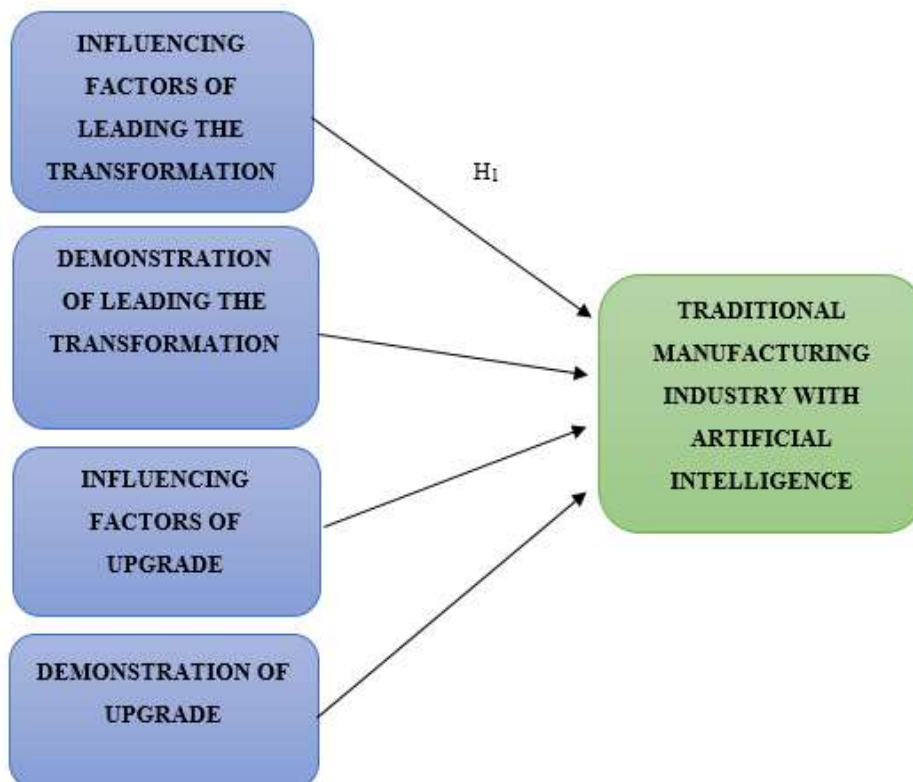 INFLUENCING
FACTORS OF
LEADING THE
TRANSFORMATION
H1
DEMONSTRATION
OF LEADING THE
TRANSFORMATION
TRADITIONAL
MANUFACTURING
INDUSTRY WITH
ARTIFICIAL
INTELLIGENCE
INFLUENCING
FACTORS OF
UPGRADE
DEMONSTRATION OF
UPGRADE